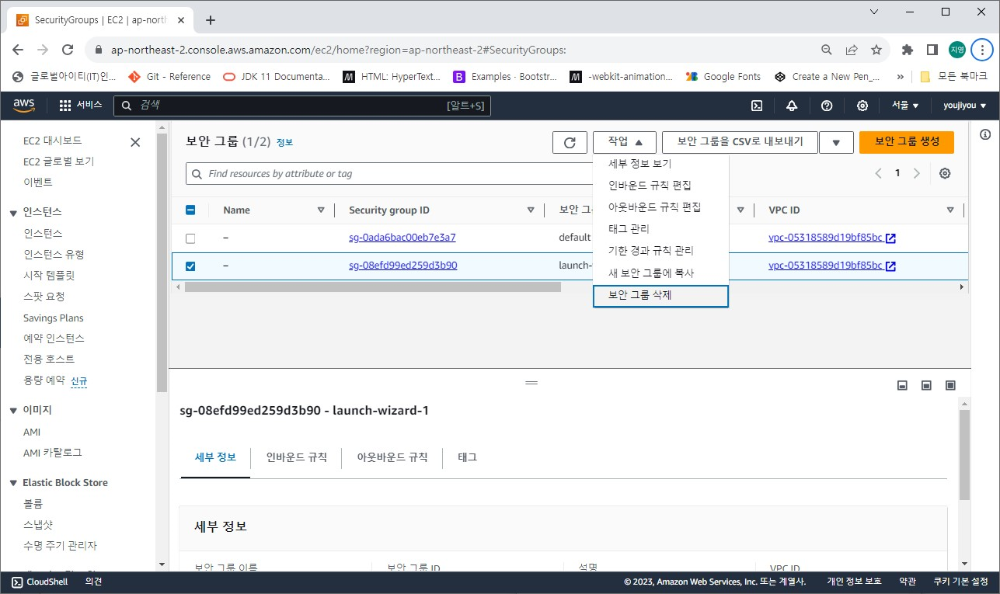 SecurityGroups | EC2 | ap-north
ap-northeast-2.console.aws.amazon.com/ec2/home?region=ap-northeast-2#SecurityGroups:
지영
글로벌아이티(IT)인...
Git - Reference
JDK 11 Documenta...
HTML: HyperText...
Examples · Bootstr...
-webkit-animation...
Google Fonts
Create a New Pen_...
»
모든 북마크
aws
서비스
검색
[알트+S]
서울
youjiyou
EC2 대시보드
EC2 글로벌 보기
이벤트
인스턴스
인스턴스
인스턴스 유형
시작 템플릿
스팟 요청
Savings Plans
예약 인스턴스
전용 호스트
용량 예약 신규
이미지
AMI
AMI 카탈로그
Elastic Block Store
볼륨
스냅샷
수명 주기 관리자
보안 그룹 (1/2) 정보
작업
보안 그룹을 CSV로 내보내기
보안 그룹 생성
Find resources by attribute or tag
1
세부 정보 보기
인바운드 규칙 편집
아웃바운드 규칙 편집
태그 관리
기한 경과 규칙 관리
새 보안 그룹에 복사
보안 그룹 삭제
Name
Security group ID
보안 그
VPC ID
–
sg-0ada6bac00eb7e3a7
default
vpc-05318589d19bf85bc
–
sg-08efd99ed259d3b90
launch-
vpc-05318589d19bf85bc
sg-08efd99ed259d3b90 - launch-wizard-1
세부 정보
인바운드 규칙
아웃바운드 규칙
태그
세부 정보
보안 그룹 이름
보안 그룹 ID
설명
VPC ID
CloudShell
의견
© 2023, Amazon Web Services, Inc. 또는 계열사.
개인 정보 보호
약관
쿠키 기본 설정